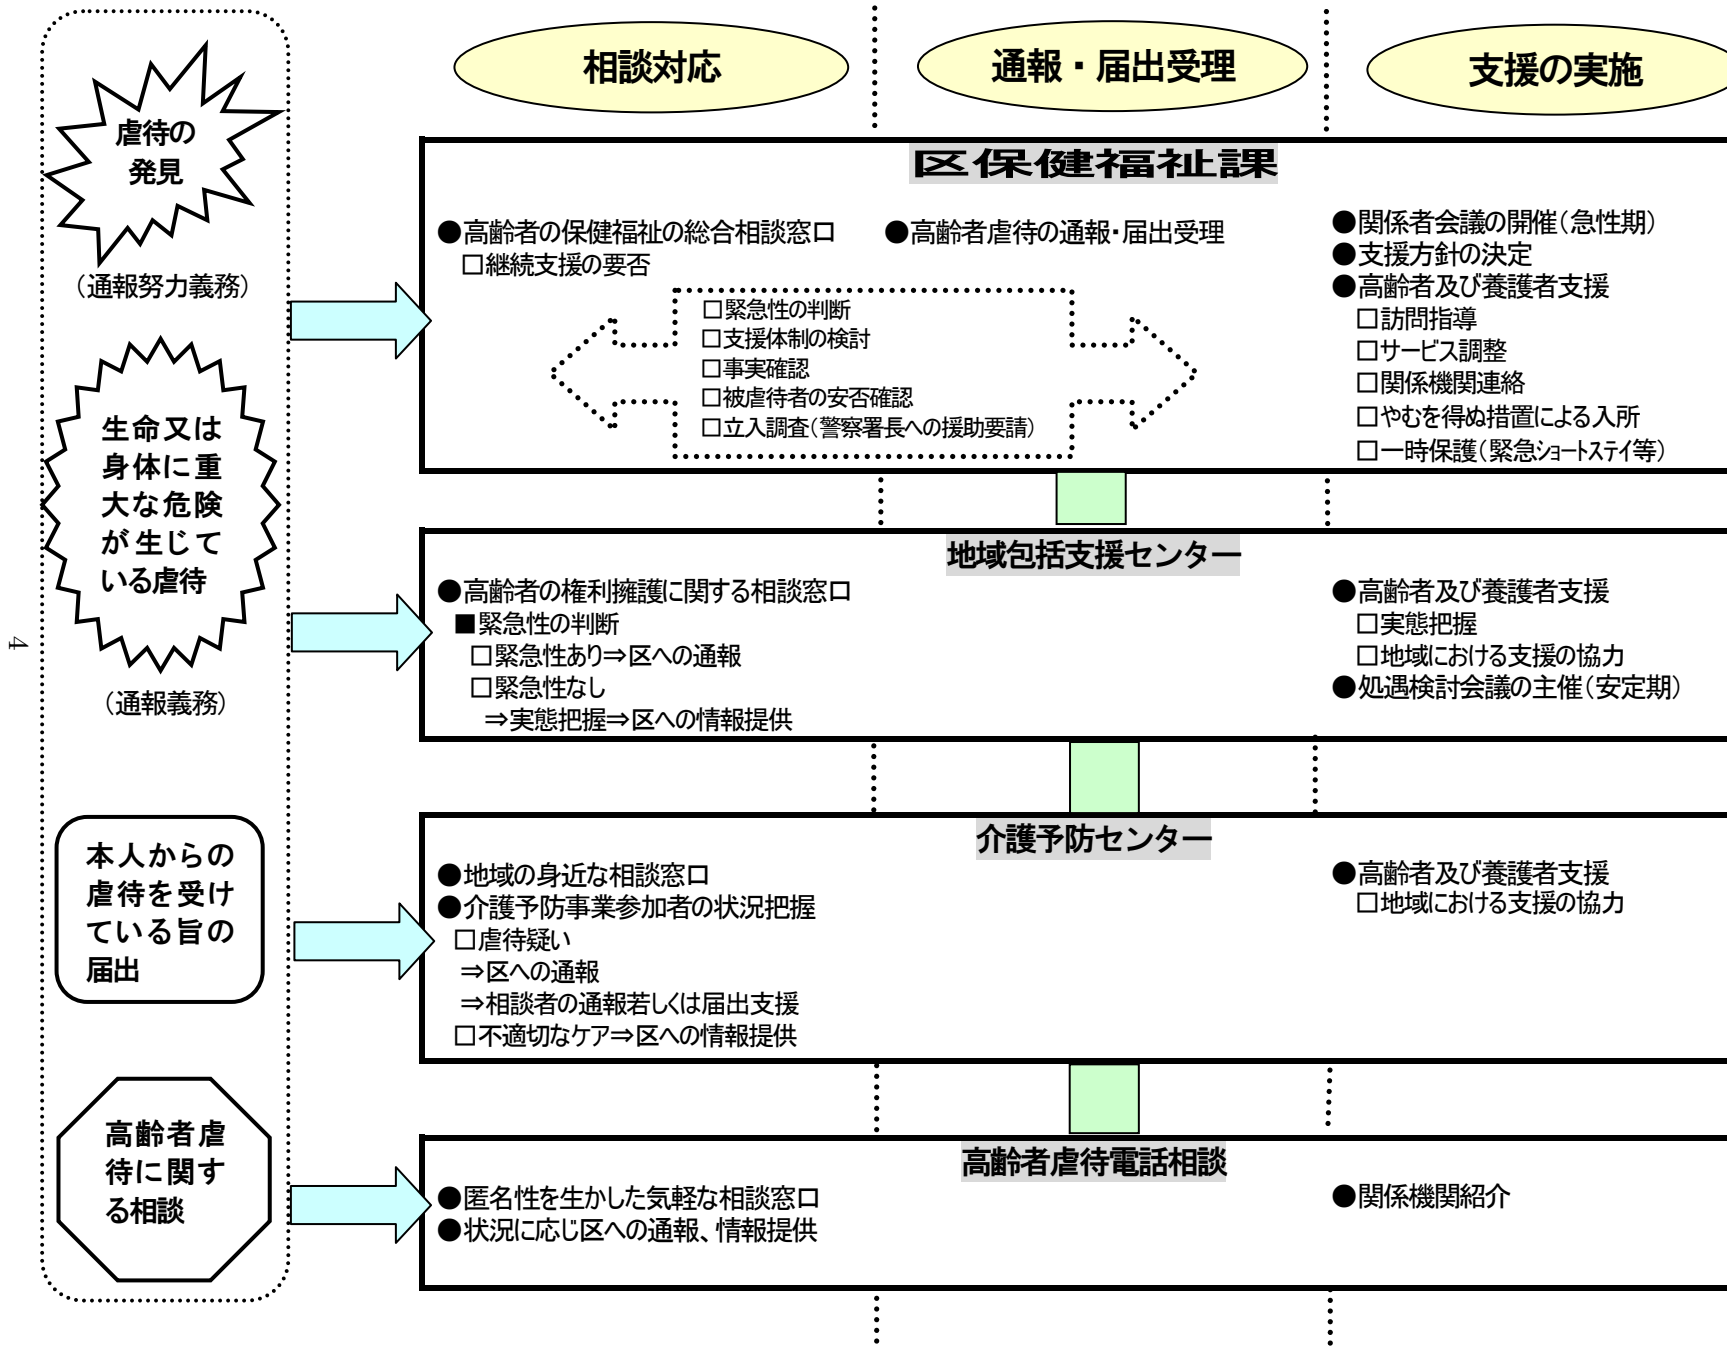 相談対応
通報・届出受理
支援の実施
虐待の
発見
（通報努力義務）
生命又は
身体に重
大な危険
が生じて
いる虐待
（通報義務）
本人からの
虐待を受け
ている旨の
届出
高齢者虐
待に関す
る相談
4
区保健福祉課
●高齢者の保健福祉の総合相談窓口
□継続支援の要否
●高齢者虐待の通報・届出受理
□緊急性の判断
□支援体制の検討
□事実確認
□被虐待者の安否確認
□立入調査（警察署長への援助要請）
●関係者会議の開催（急性期）
●支援方針の決定
●高齢者及び養護者支援
□訪問指導
□サービス調整
□関係機関連絡
□やむを得ぬ措置による入所
□一時保護（緊急ショートステイ等）
地域包括支援センター
●高齢者の権利擁護に関する相談窓口
■緊急性の判断
□緊急性あり⇒区への通報
□緊急性なし
⇒実態把握⇒区への情報提供
●高齢者及び養護者支援
□実態把握
□地域における支援の協力
●処遇検討会議の主催（安定期）
介護予防センター
●地域の身近な相談窓口
●介護予防事業参加者の状況把握
□虐待疑い
⇒区への通報
⇒相談者の通報若しくは届出支援
□不適切なケア⇒区への情報提供
●高齢者及び養護者支援
□地域における支援の協力
高齢者虐待電話相談
●匿名性を生かした気軽な相談窓口
●状況に応じ区への通報、情報提供
●関係機関紹介